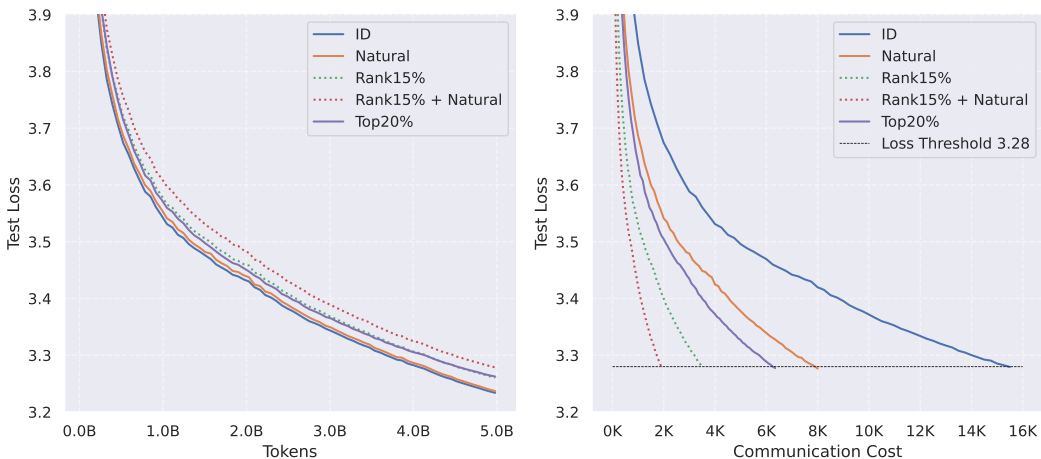 3.9
3.8
3.7
3.6
3.5
3.4
3.3
3.2
Test Loss
0.0B 1.0B 2.0B 3.0B 4.0B 5.0B
Tokens
ID
Natural
Rank15%
Rank15% + Natural
Top20%
3.9
3.8
3.7
3.6
3.5
3.4
3.3
3.2
Test Loss
0K 2K 4K 6K 8K 10K 12K 14K 16K
Communication Cost
ID
Natural
Rank15%
Rank15% + Natural
Top20%
Loss Threshold 3.28